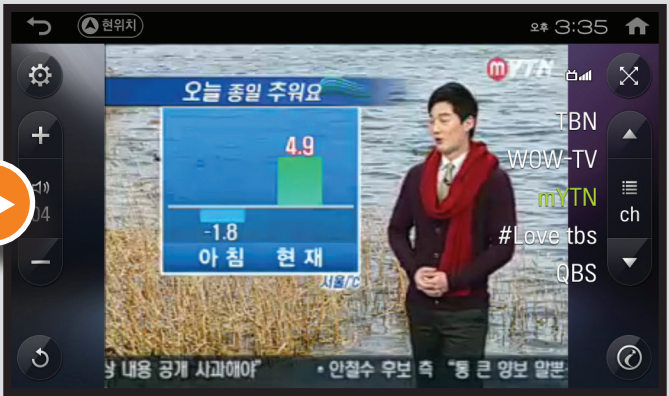 현위치
오후 3:35
mYTN
오늘 종일 주워요
4.9
-1.8
아침 현재
서울/℃
TBN
WOW-TV
mYTN
#Love tbs
QBS
04
ch
상 내용 공개 사과해야" • 안철수 후보 측 "통 큰 양보 말뿐